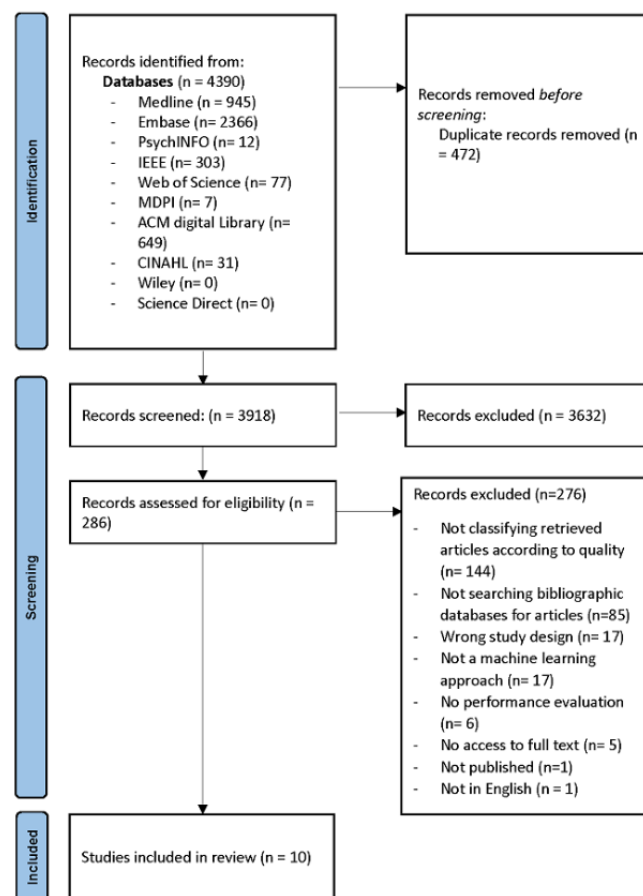 Identification
Records identified from:
Databases (n = 4390)
- Medline (n = 945)
- Embase (n = 2366)
- PsychINFO (n= 12)
- IEEE (n = 303)
- Web of Science (n = 77)
- MDPI (n= 7)
- ACM digital Library (n=
649)
- CINAHL (n = 31)
- Wiley (n= 0)
- Science Direct (n= 0)
Records removed before
screening:
Duplicate records removed (n
= 472)
Screening
Records screened: (n = 3918)
Records excluded (n = 3632)
Records assessed for eligibility (n =
286)
Records excluded (n=276)
- Not classifying retrieved
articles according to quality
(n= 144)
- Not searching bibliographic
databases for articles (n=85)
- Wrong study design (n = 17)
- Not a machine learning
approach (n = 17)
- No performance evaluation
(n = 6)
- No access to full text (n= 5)
- Not published (n=1)
- Not in English (n = 1)
Included
Studies included in review (n = 10)